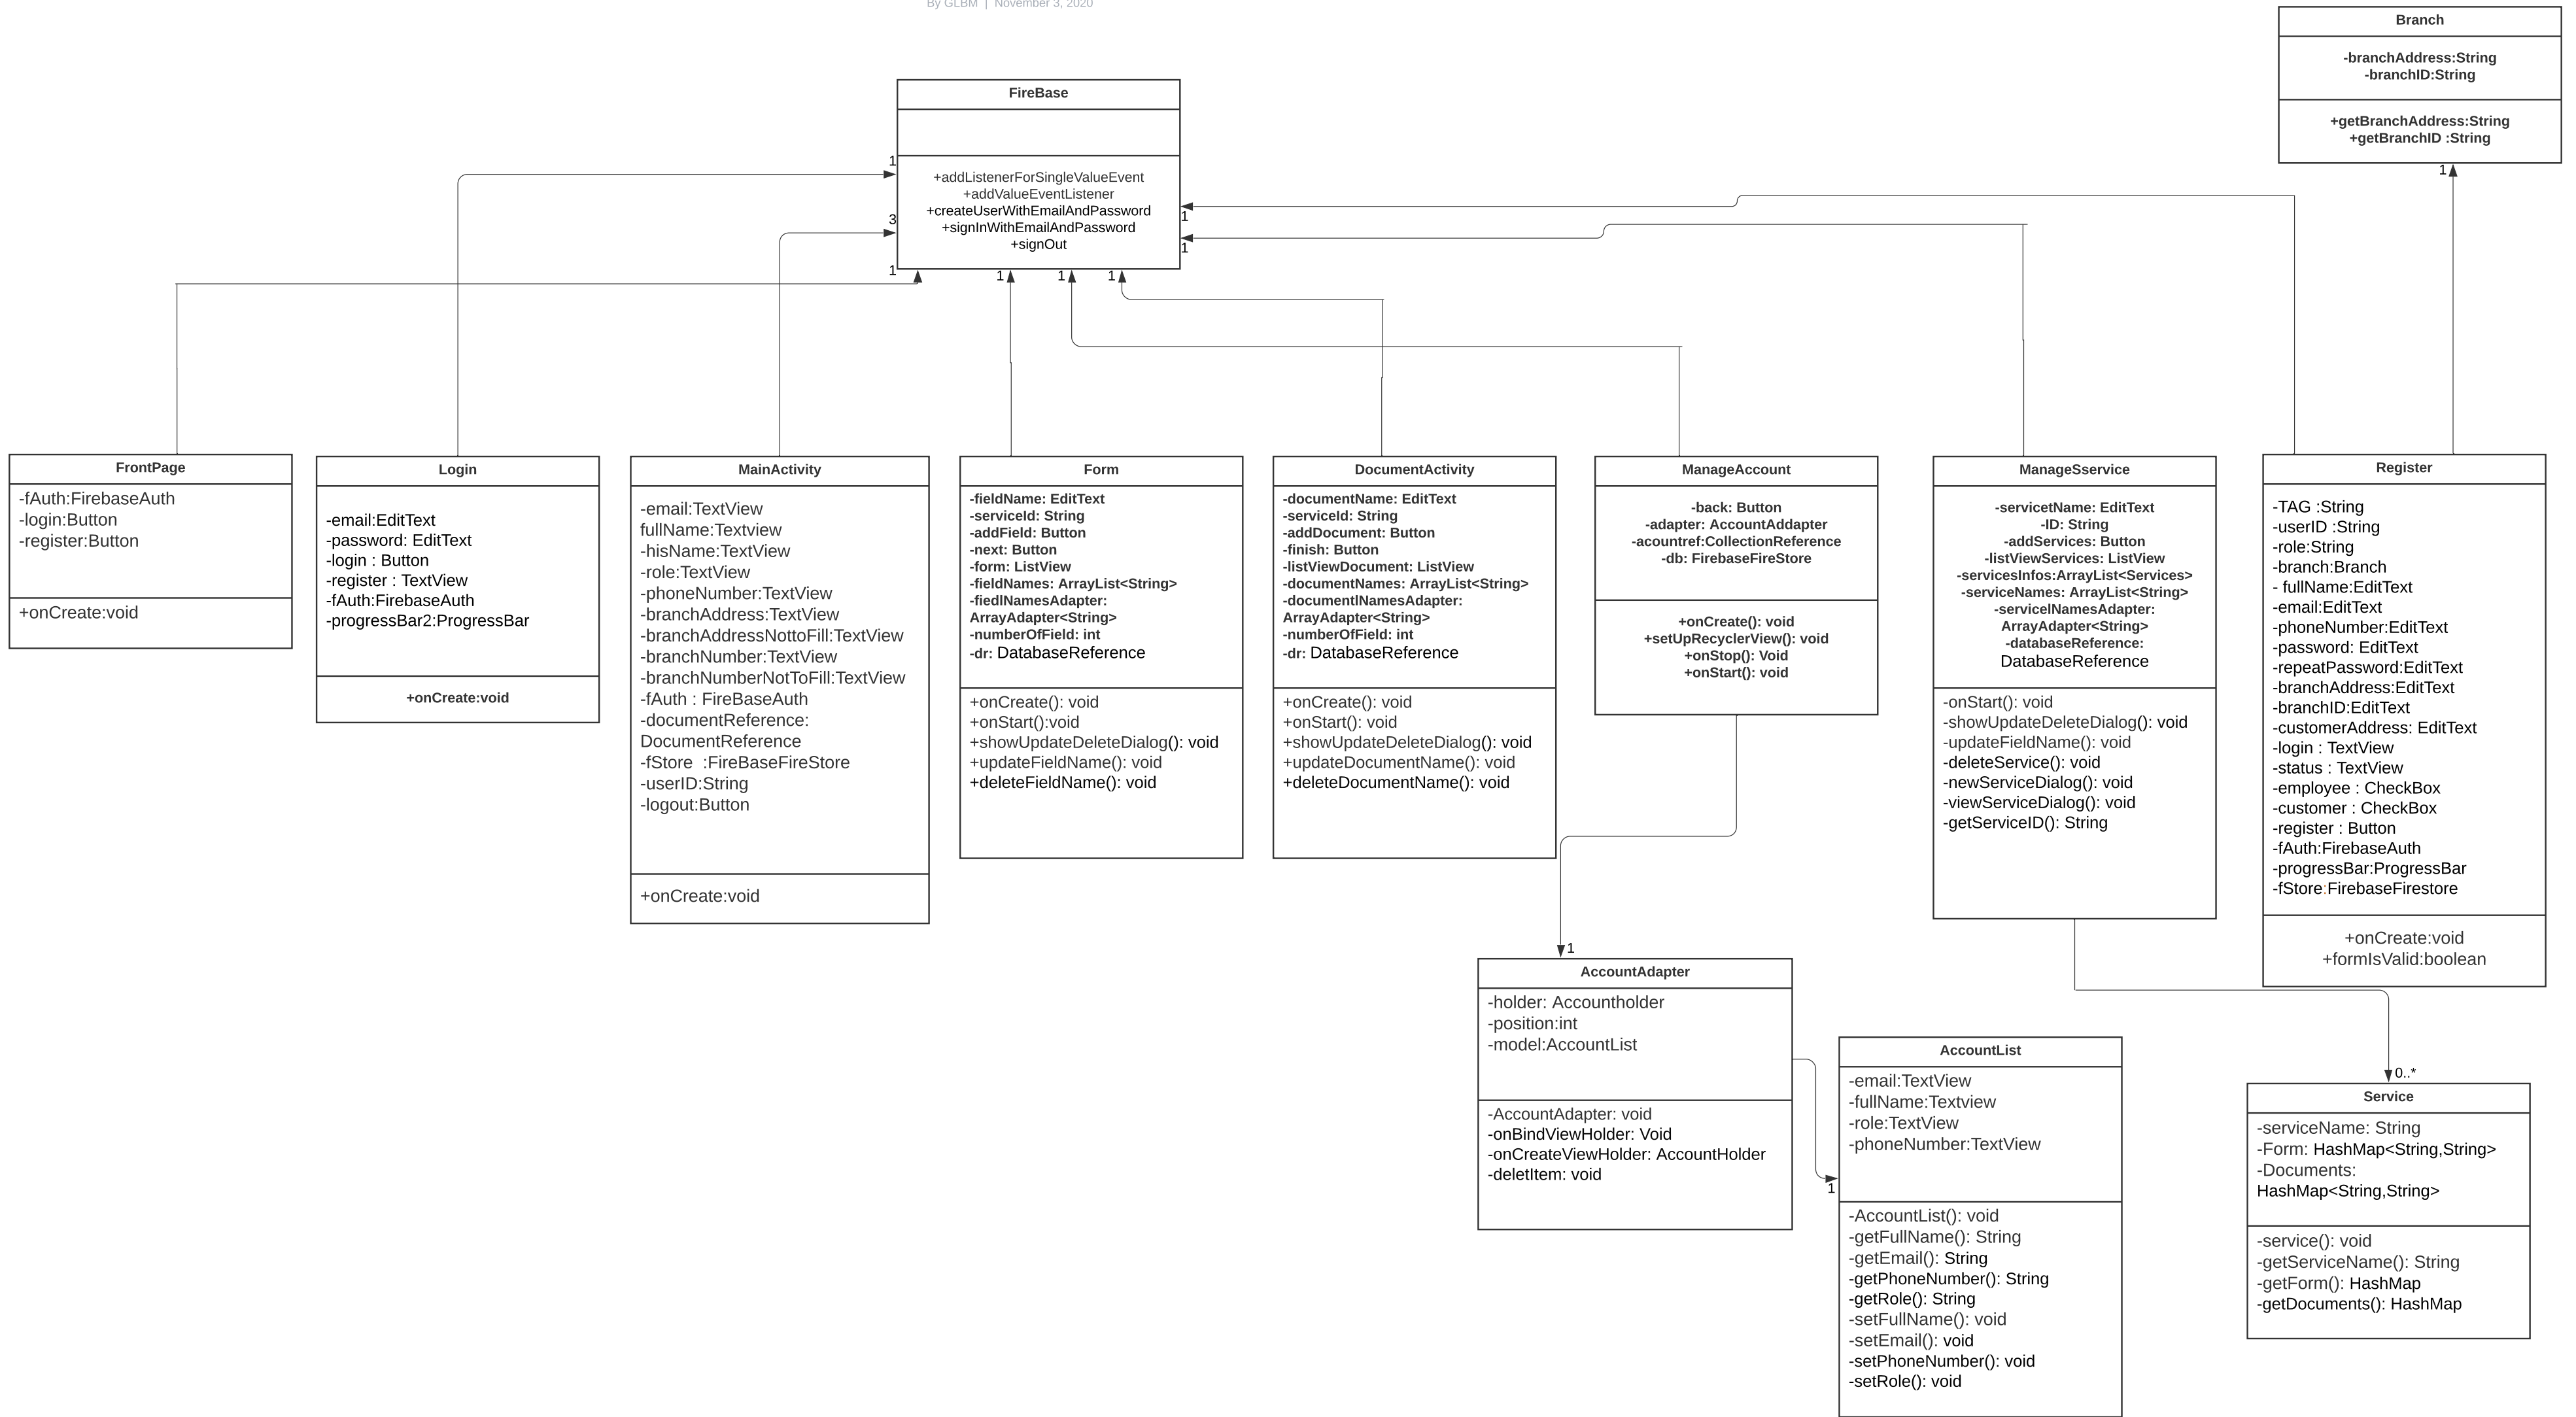 By GLBM | November 3, 2020
Branch
-branchAddress:String
-branchID:String
+getBranchAddress:String
+getBranchID :String
1
FireBase
+addListenerForSingleValueEvent
+addValueEventListener
+createUserWithEmailAndPassword
+signInWithEmailAndPassword
+signOut
1
3
1
1
1
1
1
1
FrontPage
-fAuth:FirebaseAuth
-login:Button
-register:Button
+onCreate:void
Login
-email:EditText
-password: EditText
-login : Button
-register : TextView
-fAuth:FirebaseAuth
-progressBar2:ProgressBar
+onCreate:void
MainActivity
-email:TextView
fullName:Textview
-hisName:TextView
-role:TextView
-phoneNumber:TextView
-branchAddress:TextView
-branchAddressNottoFill:TextView
-branchNumber:TextView
-branchNumberNotToFill:TextView
-fAuth : FireBaseAuth
-documentReference:
DocumentReference
-fStore  :FireBaseFireStore
-userID:String
-logout:Button
+onCreate:void
Form
-fieldName: EditText
-serviceId: String
-addField: Button
-next: Button
-form: ListView
-fieldNames: ArrayList<String>
-fiedlNamesAdapter:
ArrayAdapter<String>
-numberOfField: int
-dr: DatabaseReference
+onCreate(): void
+onStart():void
+showUpdateDeleteDialog(): void
+updateFieldName(): void
+deleteFieldName(): void
DocumentActivity
-documentName: EditText
-serviceId: String
-addDocument: Button
-finish: Button
-listViewDocument: ListView
-documentNames: ArrayList<String>
-documentlNamesAdapter:
ArrayAdapter<String>
-numberOfField: int
-dr: DatabaseReference
+onCreate(): void
+onStart(): void
+showUpdateDeleteDialog(): void
+updateDocumentName(): void
+deleteDocumentName(): void
ManageAccount
-back: Button
-adapter: AccountAddapter
-acountref:CollectionReference
-db: FirebaseFireStore
+onCreate(): void
+setUpRecyclerView(): void
+onStop(): Void
+onStart(): void
ManageSservice
-servicetName: EditText
-ID: String
-addServices: Button
-listViewServices: ListView
-servicesInfos:ArrayList<Services>
-serviceNames: ArrayList<String>
-servicelNamesAdapter:
ArrayAdapter<String>
-databaseReference:
DatabaseReference
-onStart(): void
-showUpdateDeleteDialog(): void
-updateFieldName(): void
-deleteService(): void
-newServiceDialog(): void
-viewServiceDialog(): void
-getServiceID(): String
Register
-TAG :String
-userID :String
-role:String
-branch:Branch
- fullName:EditText
-email:EditText
-phoneNumber:EditText
-password: EditText
-repeatPassword:EditText
-branchAddress:EditText
-branchID:EditText
-customerAddress: EditText
-login : TextView
-status : TextView
-employee : CheckBox
-customer : CheckBox
-register : Button
-fAuth:FirebaseAuth
-progressBar:ProgressBar
-fStore:FirebaseFirestore
+onCreate:void
+formIsValid:boolean
1
AccountAdapter
-holder: Accountholder
-position:int
-model:AccountList
-AccountAdapter: void
-onBindViewHolder: Void
-onCreateViewHolder: AccountHolder
-deletItem: void
1
AccountList
-email:TextView
-fullName:Textview
-role:TextView
-phoneNumber:TextView
-AccountList(): void
-getFullName(): String
-getEmail(): String
-getPhoneNumber(): String
-getRole(): String
-setFullName(): void
-setEmail(): void
-setPhoneNumber(): void
-setRole(): void
0..*
Service
-serviceName: String
-Form: HashMap<String,String>
-Documents:
HashMap<String,String>
-service(): void
-getServiceName(): String
-getForm(): HashMap
-getDocuments(): HashMap